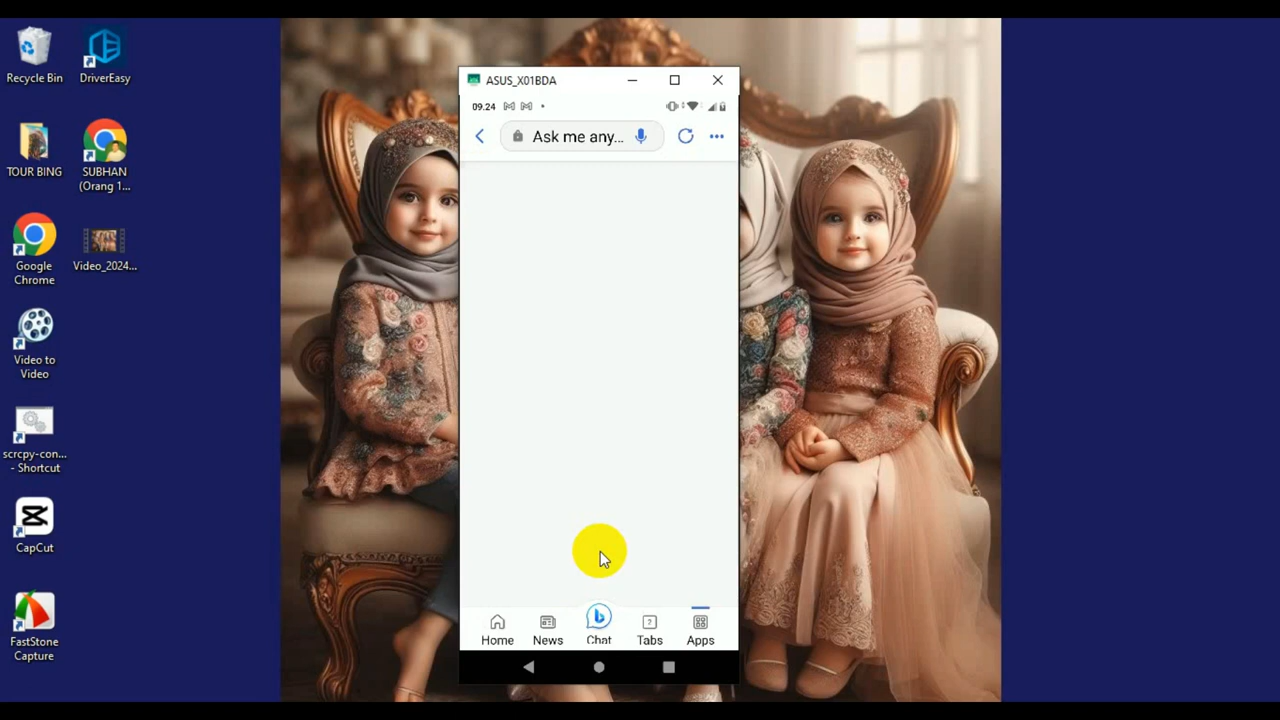 Recycle Bin
DriverEasy
TOUR BING
SUBHAN
(Orang 1...
Google
Chrome
Video_2024...
Video to
Video
scrcpy-con...
- Shortcut
CapCut
FastStone
Capture
ASUS_X01BDA
09.24
Ask me any...
Home
News
Chat
Tabs
Apps